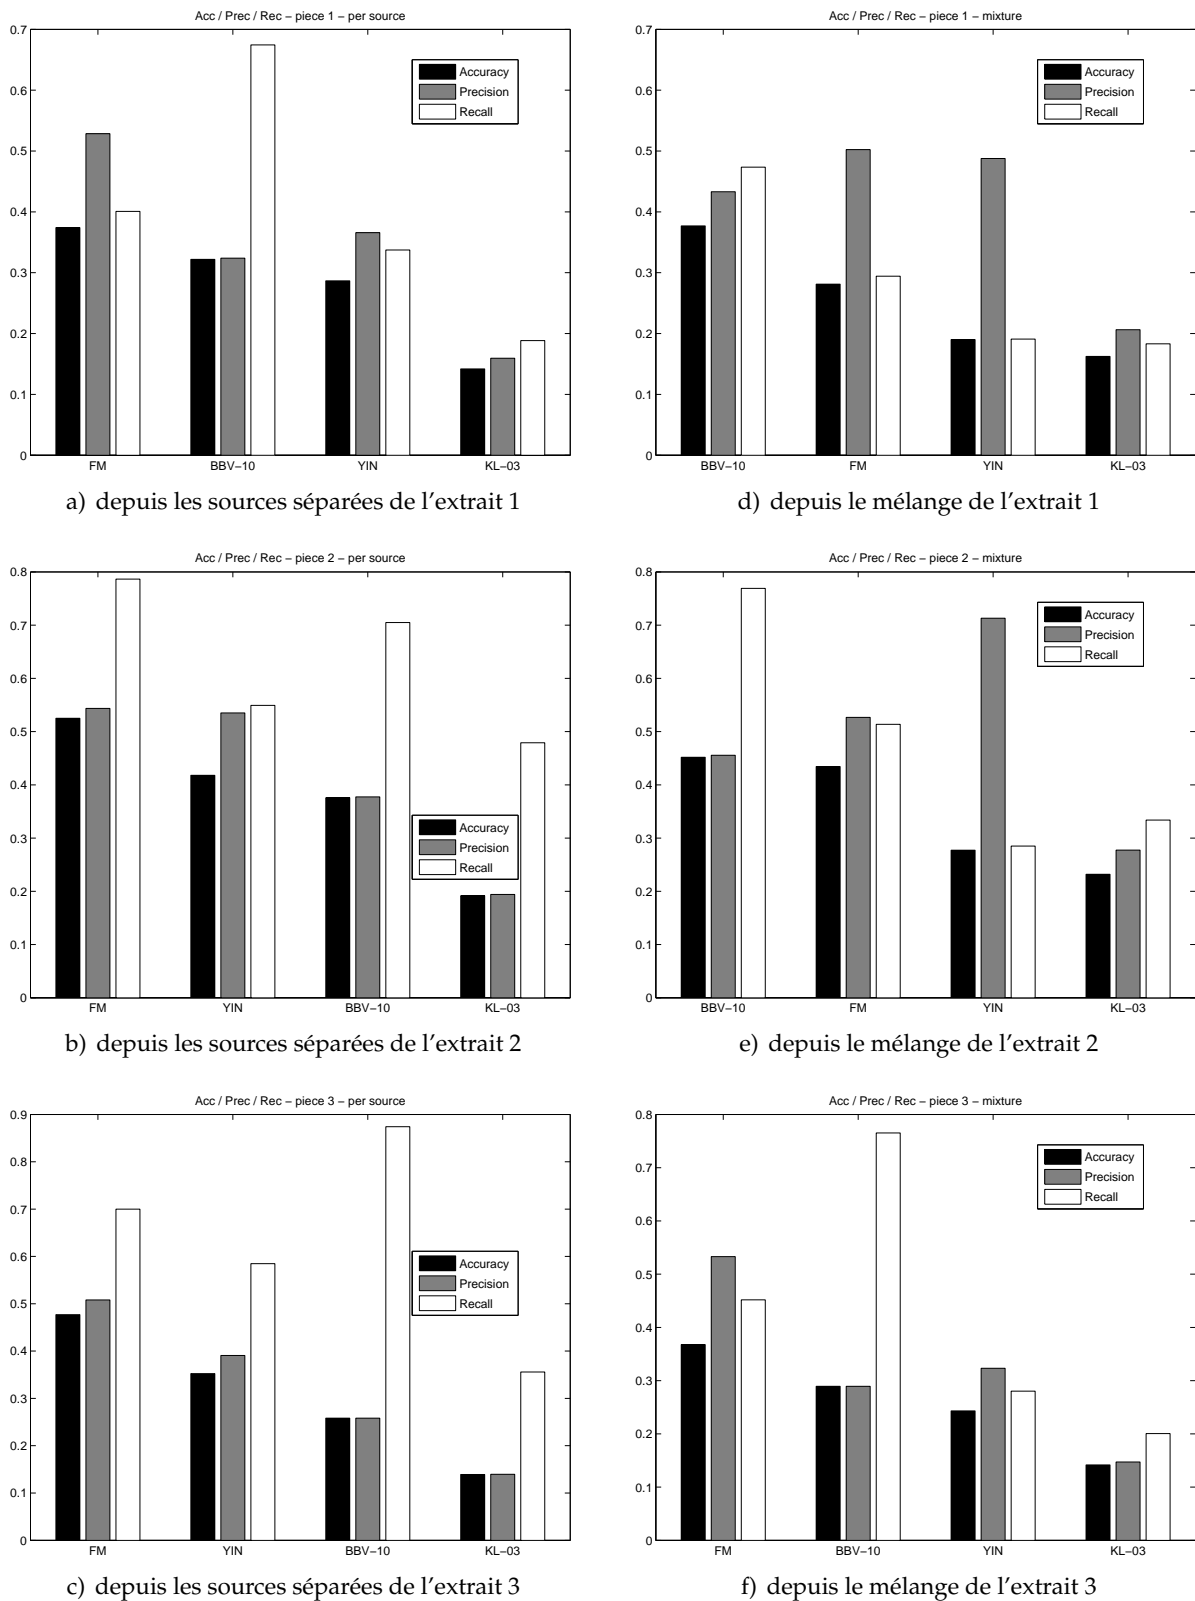 Acc / Prec / Rec – piece 1 – per source
0.7
0.6
0.5
0.4
0.3
0.2
0.1
0
Accuracy
Precision
Recall
FM BBV–10 YIN KL–03
a) depuis les sources séparées de l'extrait 1
Acc / Prec / Rec – piece 1 – mixture
0.7
0.6
0.5
0.4
0.3
0.2
0.1
0
Accuracy
Precision
Recall
BBV–10 FM YIN KL–03
d) depuis le mélange de l'extrait 1
Acc / Prec / Rec – piece 2 – per source
0.8
0.7
0.6
0.5
0.4
0.3
0.2
0.1
0
Accuracy
Precision
Recall
FM YIN BBV–10 KL–03
b) depuis les sources séparées de l'extrait 2
Acc / Prec / Rec – piece 2 – mixture
0.8
0.7
0.6
0.5
0.4
0.3
0.2
0.1
0
Accuracy
Precision
Recall
BBV–10 FM YIN KL–03
e) depuis le mélange de l'extrait 2
Acc / Prec / Rec – piece 3 – per source
0.9
0.8
0.7
0.6
0.5
0.4
0.3
0.2
0.1
0
Accuracy
Precision
Recall
FM YIN BBV–10 KL–03
c) depuis les sources séparées de l'extrait 3
Acc / Prec / Rec – piece 3 – mixture
0.8
0.7
0.6
0.5
0.4
0.3
0.2
0.1
0
Accuracy
Precision
Recall
FM BBV–10 YIN KL–03
f) depuis le mélange de l'extrait 3